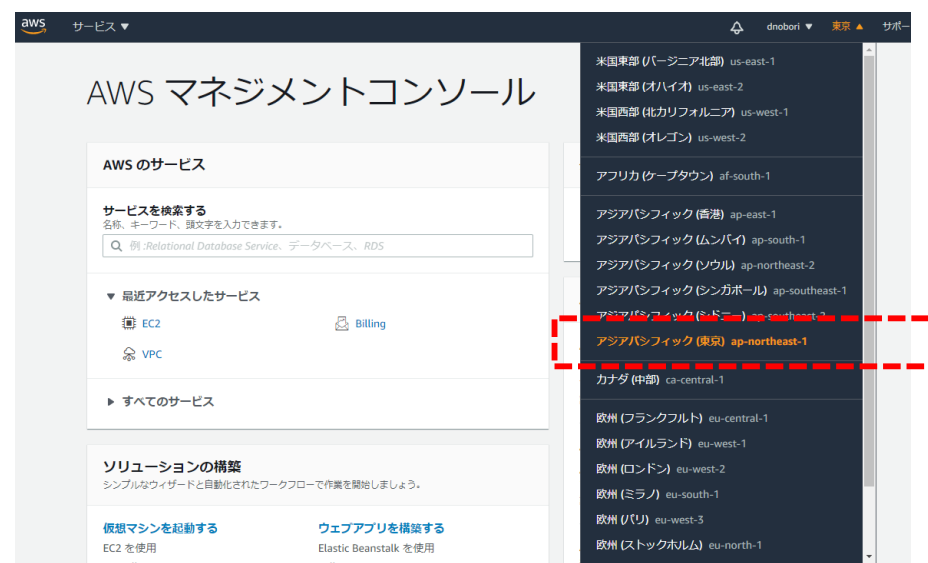 aws サービス ▼ dnobori ▼ 東京 ▲ サポー
AWS マネジメントコンソール
AWS のサービス
サービスを検索する
名称、キーワード、頭文字を入力できます。
例 :Relational Database Service、データベース、RDS
▼ 最近アクセスしたサービス
EC2
Billing
VPC
▶ すべてのサービス
ソリューションの構築
シンプルなウィザードと自動化されたワークフローで作業を開始しましょう。
仮想マシンを起動する
EC2 を使用
ウェブアプリを構築する
Elastic Beanstalk を使用
米国東部 (バージニア北部) us-east-1
米国東部 (オハイオ) us-east-2
米国西部 (北カリフォルニア) us-west-1
米国西部 (オレゴン) us-west-2
アフリカ (ケープタウン) af-south-1
アジアパシフィック (香港) ap-east-1
アジアパシフィック (ムンバイ) ap-south-1
アジアパシフィック (ソウル) ap-northeast-2
アジアパシフィック (シンガポール) ap-southeast-1
アジアパシフィック (シドニー) ap-southeast-2
アジアパシフィック (東京) ap-northeast-1
カナダ (中部) ca-central-1
欧州 (フランクフルト) eu-central-1
欧州 (アイルランド) eu-west-1
欧州 (ロンドン) eu-west-2
欧州 (ミラノ) eu-south-1
欧州 (パリ) eu-west-3
欧州 (ストックホルム) eu-north-1